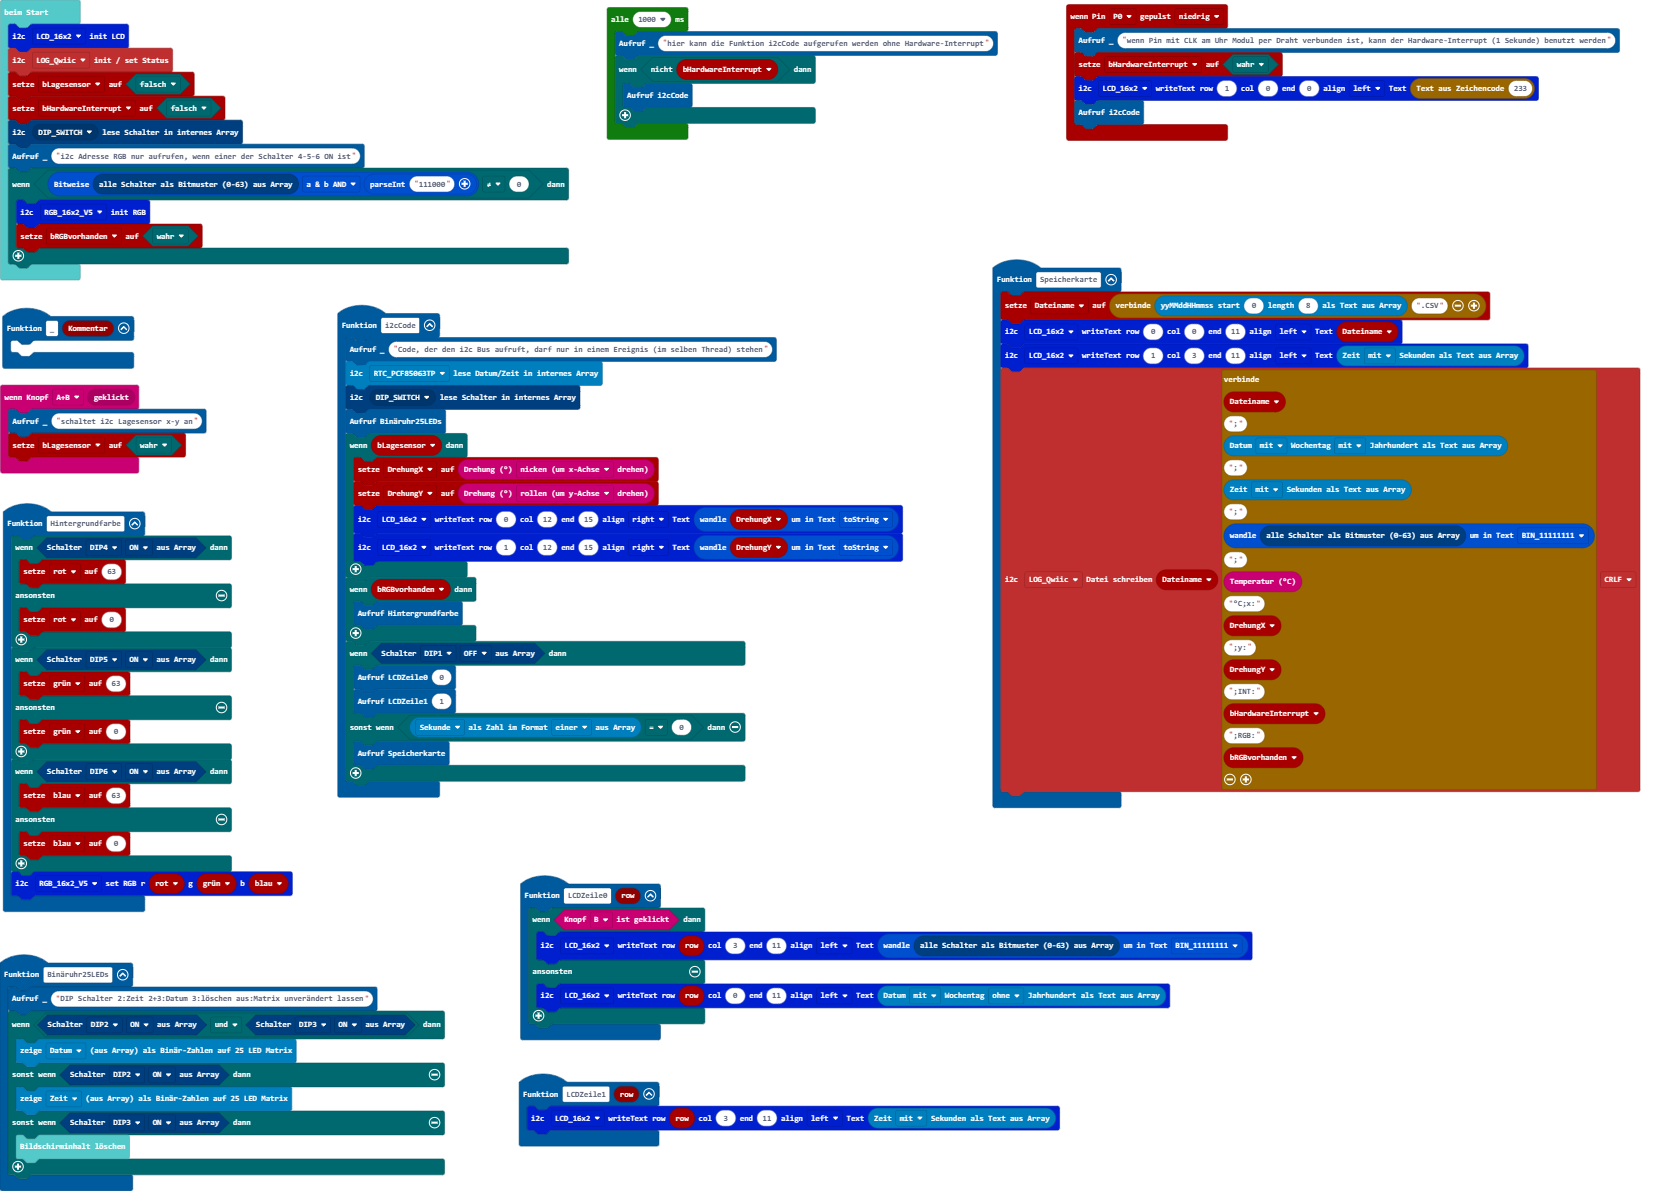 beim Start
i2c LCD_16x2 init LCD
i2c LOG_Qwiic init / set Status
setze bLagesensor auf falsch
setze bHardwareInterrupt auf falsch
i2c DIP_SWITCH lese Schalter in internes Array
Aufruf _ "i2c Adresse RGB nur aufrufen, wenn einer der Schalter 4-5-6 ON ist"
wenn Bitweise alle Schalter als Bitmuster (0-63) aus Array a & b AND parseInt "111000" ≠ 0 dann
i2c RGB_16x2_V5 init RGB
setze bRGBvorhanden auf wahr
alle 1000 ms
Aufruf _ "hier kann die Funktion i2cCode aufgerufen werden ohne Hardware-Interrupt"
wenn nicht bHardwareInterrupt dann
Aufruf i2cCode
wenn Pin P0 gepulst niedrig
Aufruf _ "wenn Pin mit CLK am Uhr Modul per Draht verbunden ist, kann der Hardware-Interrupt (1 Sekunde) benutzt werden"
setze bHardwareInterrupt auf wahr
i2c LCD_16x2 writeText row 1 col 0 end 0 align left Text Text aus Zeichencode 233
Aufruf i2cCode
Funktion _ Kommentar
wenn Knopf A+B geklickt
Aufruf _ "schaltet i2c Lagesensor x-y an"
setze bLagesensor auf wahr
Funktion Hintergrundfarbe
wenn Schalter DIP4 ON aus Array dann
setze rot auf 63
ansonsten
setze rot auf 0
wenn Schalter DIP5 ON aus Array dann
setze grün auf 63
ansonsten
setze grün auf 0
wenn Schalter DIP6 ON aus Array dann
setze blau auf 63
ansonsten
setze blau auf 0
i2c RGB_16x2_V5 set RGB r rot g grün b blau
Funktion Binäruhr25LEDs
Aufruf _ "DIP Schalter 2:Zeit 2+3:Datum 3:löschen aus:Matrix unverändert lassen"
wenn Schalter DIP2 ON aus Array und Schalter DIP3 ON aus Array dann
zeige Datum (aus Array) als Binär-Zahlen auf 25 LED Matrix
sonst wenn Schalter DIP2 ON aus Array dann
zeige Zeit (aus Array) als Binär-Zahlen auf 25 LED Matrix
sonst wenn Schalter DIP3 ON aus Array dann
Bildschirminhalt löschen
Funktion i2cCode
Aufruf _ "Code, der den i2c Bus aufruft, darf nur in einem Ereignis (im selben Thread) stehen"
i2c RTC_PCF85063TP lese Datum/Zeit in internes Array
i2c DIP_SWITCH lese Schalter in internes Array
Aufruf Binäruhr25LEDs
wenn bLagesensor dann
setze DrehungX auf Drehung (°) nicken (um x-Achse drehen)
setze DrehungY auf Drehung (°) rollen (um y-Achse drehen)
i2c LCD_16x2 writeText row 0 col 12 end 15 align right Text wandle DrehungX um in Text toString
i2c LCD_16x2 writeText row 1 col 12 end 15 align right Text wandle DrehungY um in Text toString
wenn bRGBvorhanden dann
Aufruf Hintergrundfarbe
wenn Schalter DIP1 OFF aus Array dann
Aufruf LCDZeile0 0
Aufruf LCDZeile1 1
sonst wenn Sekunde als Zahl im Format einer aus Array = 0 dann
Aufruf Speicherkarte
Funktion Speicherkarte
setze Dateiname auf verbinde yyMMddHHmmss start 0 length 8 als Text aus Array ".CSV"
i2c LCD_16x2 writeText row 0 col 0 end 11 align left Text Dateiname
i2c LCD_16x2 writeText row 1 col 3 end 11 align left Text Zeit mit Sekunden als Text aus Array
i2c LOG_Qwiic Datei schreiben Dateiname
verbinde
Dateiname
";"
Datum mit Wochentag mit Jahrhundert als Text aus Array
";"
Zeit mit Sekunden als Text aus Array
";"
wandle alle Schalter als Bitmuster (0-63) aus Array um in Text BIN_11111111
";"
Temperatur (°C)
"°C;x:"
DrehungX
";y:"
DrehungY
";INT:"
bHardwareInterrupt
";RGB:"
bRGBvorhanden
CRLF
Funktion LCDZeile0 row
wenn Knopf B ist geklickt dann
i2c LCD_16x2 writeText row row col 3 end 11 align left Text wandle alle Schalter als Bitmuster (0-63) aus Array um in Text BIN_11111111
ansonsten
i2c LCD_16x2 writeText row row col 0 end 11 align left Text Datum mit Wochentag ohne Jahrhundert als Text aus Array
Funktion LCDZeile1 row
i2c LCD_16x2 writeText row row col 3 end 11 align left Text Zeit mit Sekunden als Text aus Array